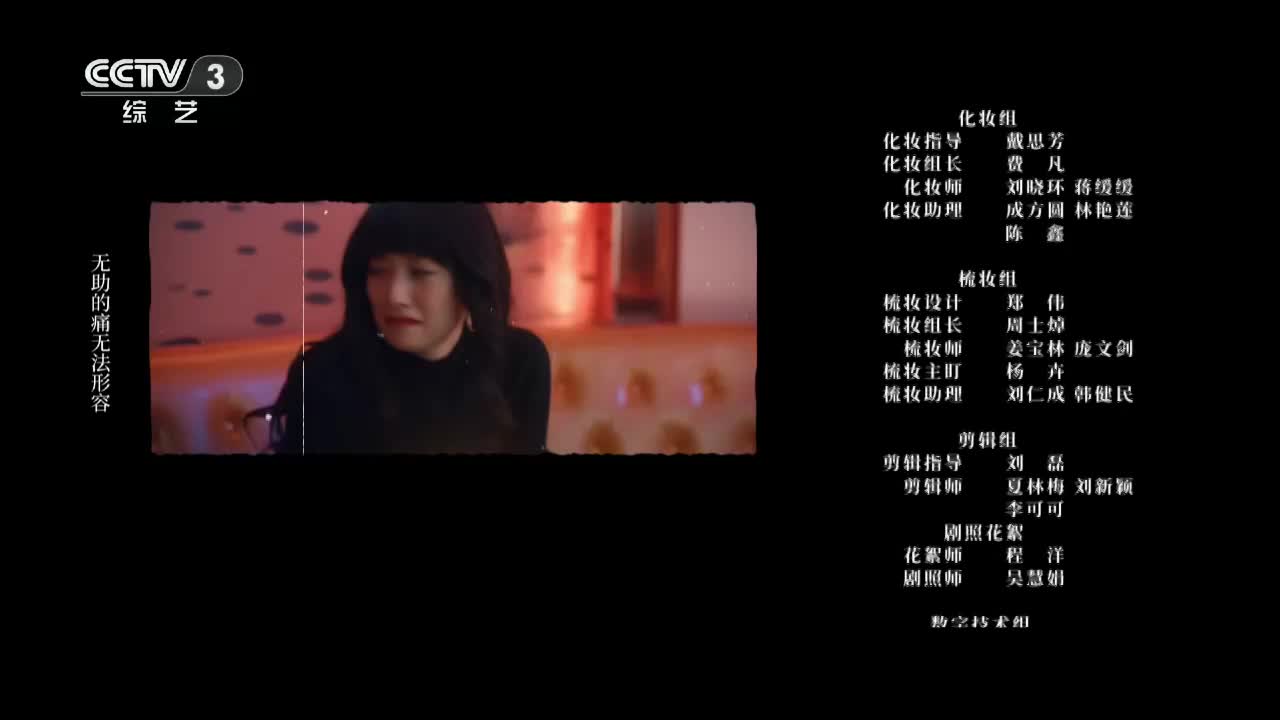 CCTV 3
综艺
无助的痛无法形容
化妆组
化妆指导 戴思芳
化妆组长 费 凡
化妆师 刘晓环 蒋缓缓
化妆助理 成方圆 林艳莲
陈 鑫
梳妆组
梳妆设计 郑 伟
梳妆组长 周士焯
梳妆师 姜宝林 庞文剑
梳妆主盯 杨 卉
梳妆助理 刘仁成 韩健民
剪辑组
剪辑指导 刘 磊
剪辑师 夏林梅 刘新颖
李可可
剧照花絮
花絮师 程 洋
剧照师 吴慧娟
数字技术组